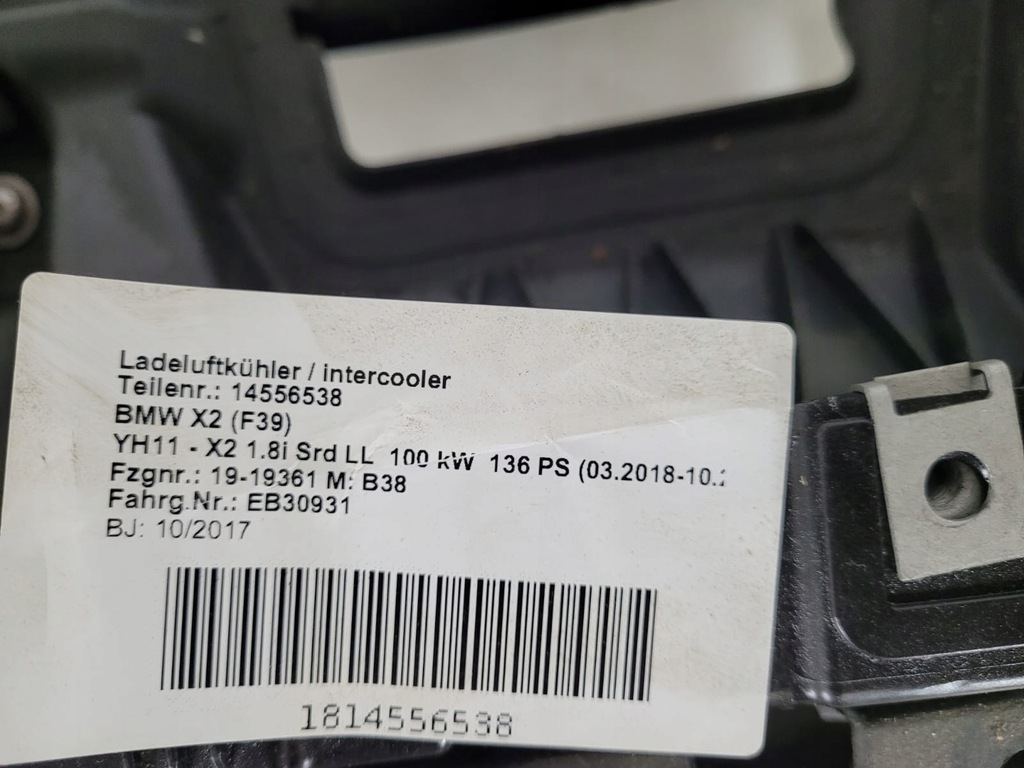 Ladeluftkühler / intercooler
Teilenr.: 14556538
BMW X2 (F39)
YH11 - X2 1.8i Srd LL 100 kW 136 PS (03.2018-10.
Fzgnr.: 19-19361 M: B38
Fahrg.Nr.: EB30931
BJ: 10/2017
1814556538